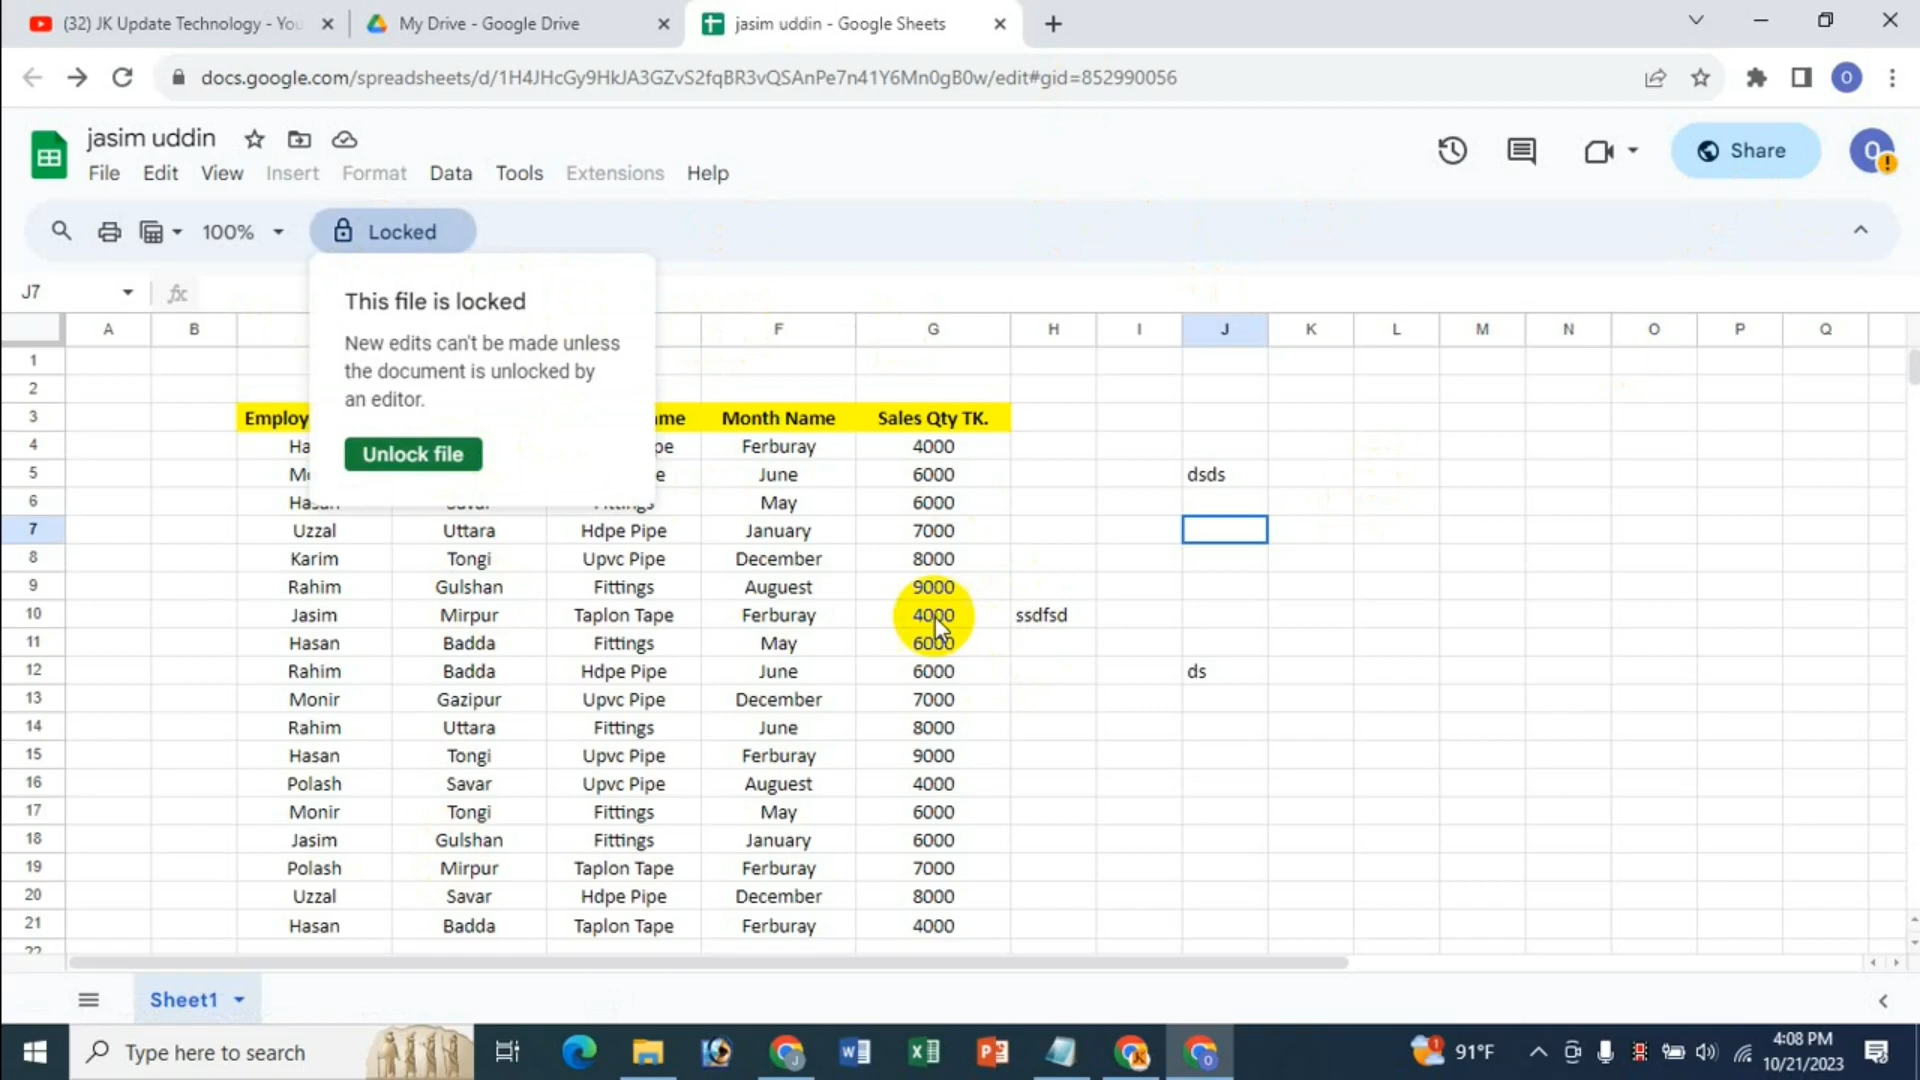 (32) JK Update Technology - You
My Drive - Google Drive
jasim uddin - Google Sheets
docs.google.com/spreadsheets/d/1H4JHcGy9HkJA3GZvS2fqBR3vQSAnPe7n41Y6Mn0gB0w/edit#gid=852990056
O
jasim uddin
Share
O
File Edit View Insert Format Data Tools Extensions Help
100% Locked
J7 fx
This file is locked
New edits can't be made unless
the document is unlocked by
an editor.
Unlock file
A B F G H I J K L M N O P Q
1
2
3 Employ me Month Name Sales Qty TK.
4 Ha pe Ferburay 4000
5 Mo e June 6000 dsds
6 Hasan Savar Fittings May 6000
7 Uzzal Uttara Hdpe Pipe January 7000
8 Karim Tongi Upvc Pipe December 8000
9 Rahim Gulshan Fittings Auguest 9000
10 Jasim Mirpur Taplon Tape Ferburay 4000 ssdfsd
11 Hasan Badda Fittings May 6000
12 Rahim Badda Hdpe Pipe June 6000 ds
13 Monir Gazipur Upvc Pipe December 7000
14 Rahim Uttara Fittings June 8000
15 Hasan Tongi Upvc Pipe Ferburay 9000
16 Polash Savar Upvc Pipe Auguest 4000
17 Monir Tongi Fittings May 6000
18 Jasim Gulshan Fittings January 6000
19 Polash Mirpur Taplon Tape Ferburay 7000
20 Uzzal Savar Hdpe Pipe December 8000
21 Hasan Badda Taplon Tape Ferburay 4000
22
Sheet1
Type here to search
91°F
4:08 PM
10/21/2023